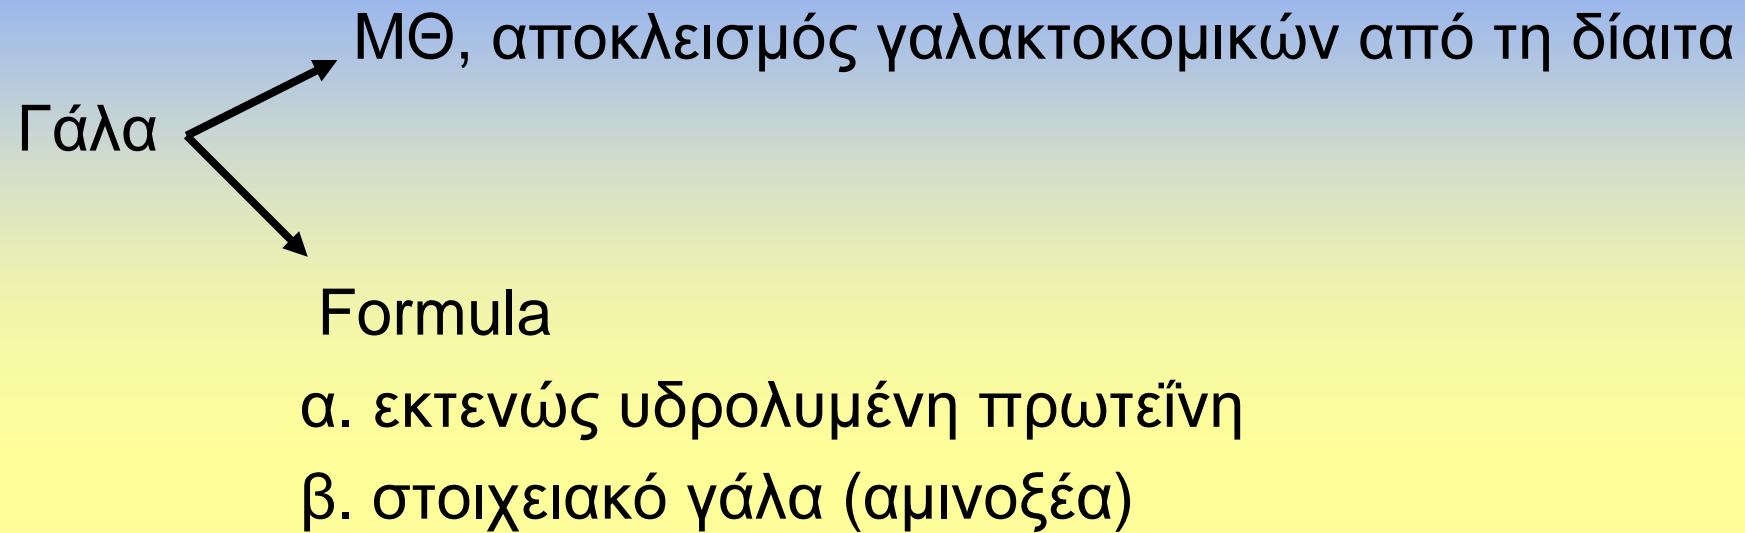 ΜΘ, αποκλεισμός γαλακτοκομικών από τη δίαιτα
Γάλα
Formula
α. εκτενώς υδρολυμένη πρωτεΐνη
β. στοιχειακό γάλα (αμινοξέα)